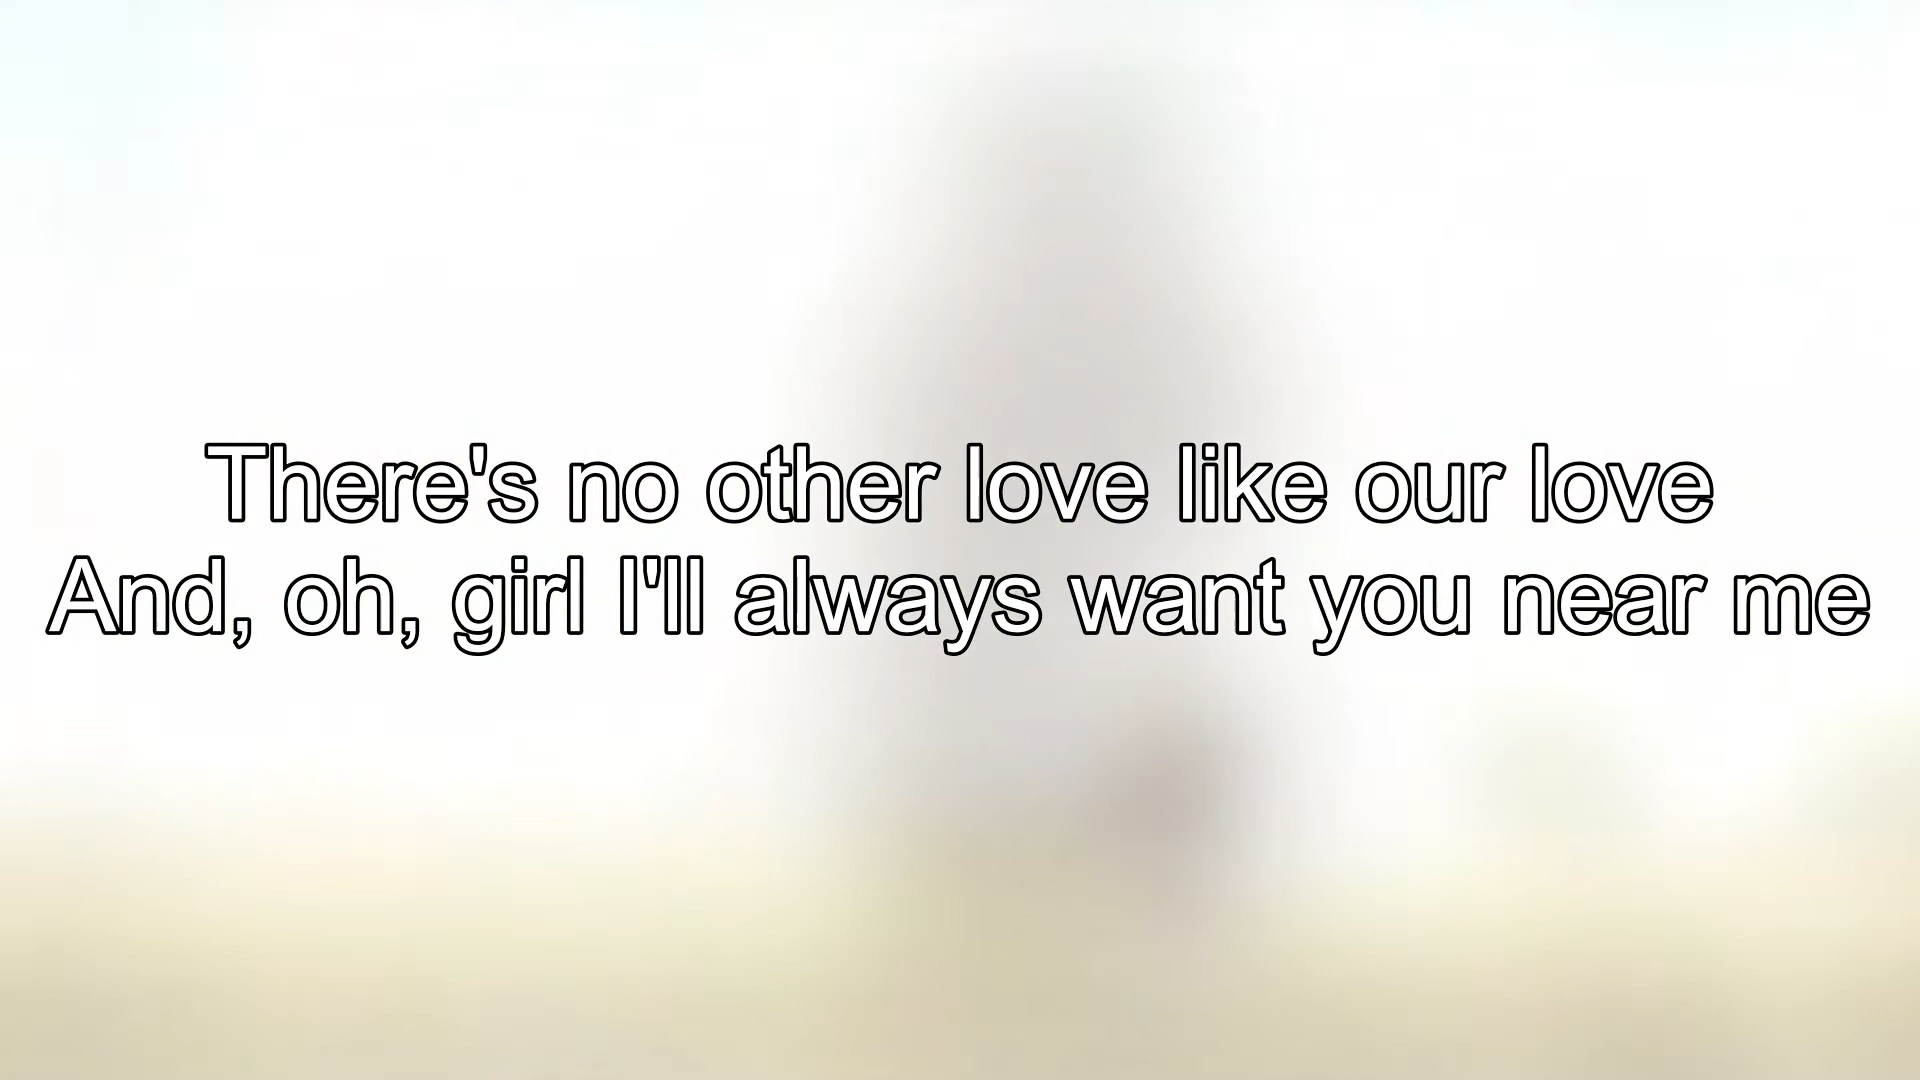 There's no other love like our love
And, oh, girl I'll always want you near me